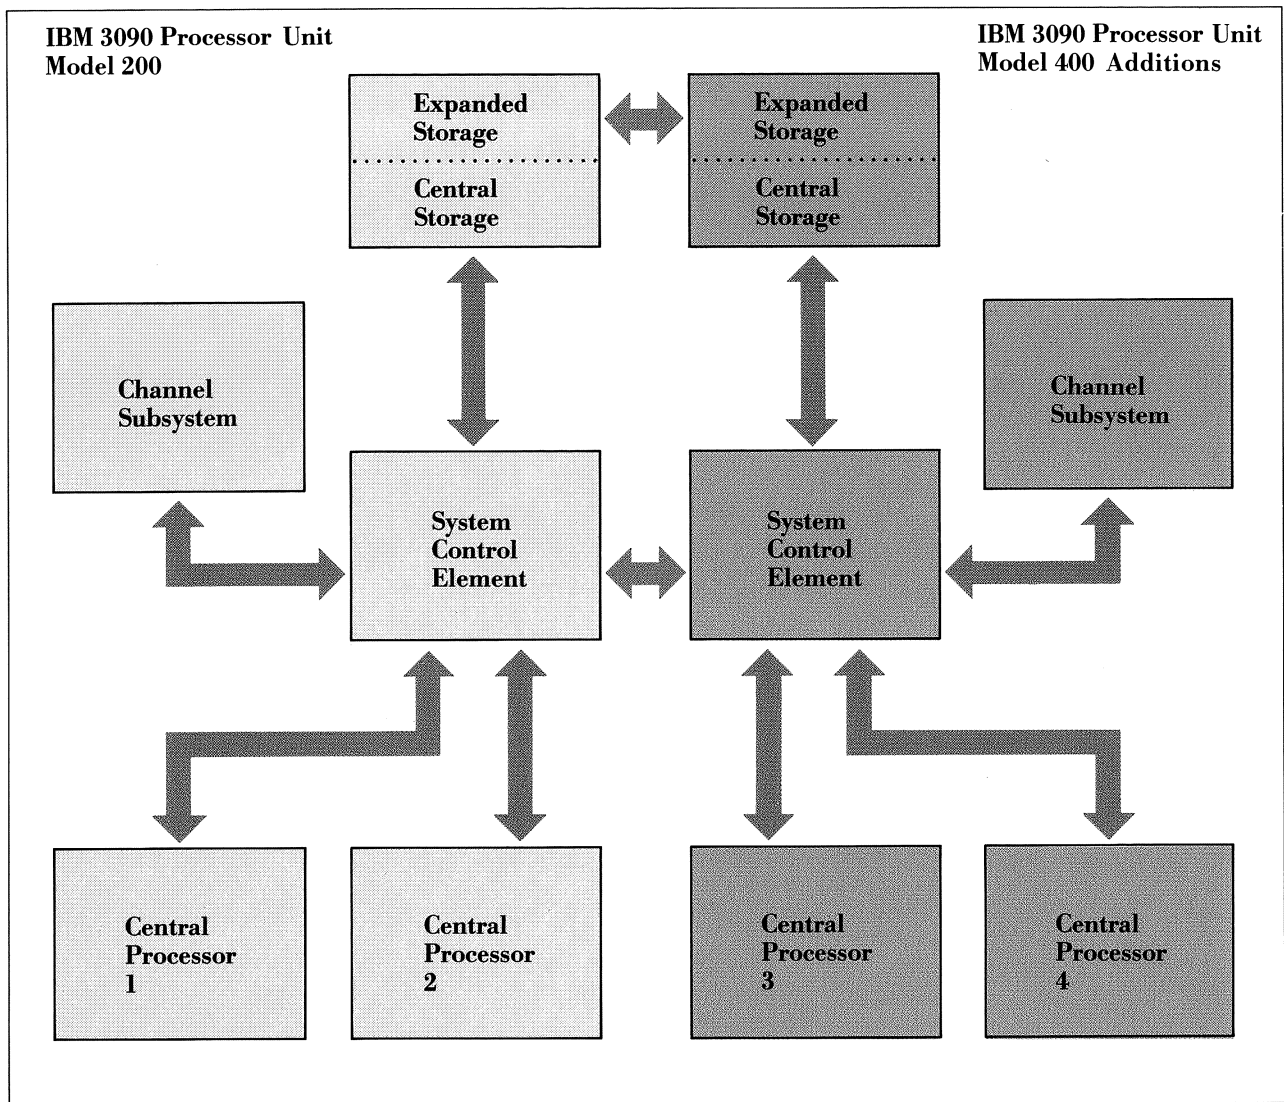 IBM 3090 Processor Unit
Model 200
IBM 3090 Processor Unit
Model 400 Additions
Expanded
Storage
Central
Storage
Expanded
Storage
Central
Storage
Channel
Subsystem
Channel
Subsystem
System
Control
Element
System
Control
Element
Central
Processor
1
Central
Processor
2
Central
Processor
3
Central
Processor
4